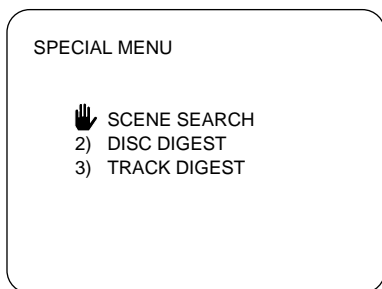 SPECIAL MENU
SCENE SEARCH
2) DISC DIGEST
3) TRACK DIGEST